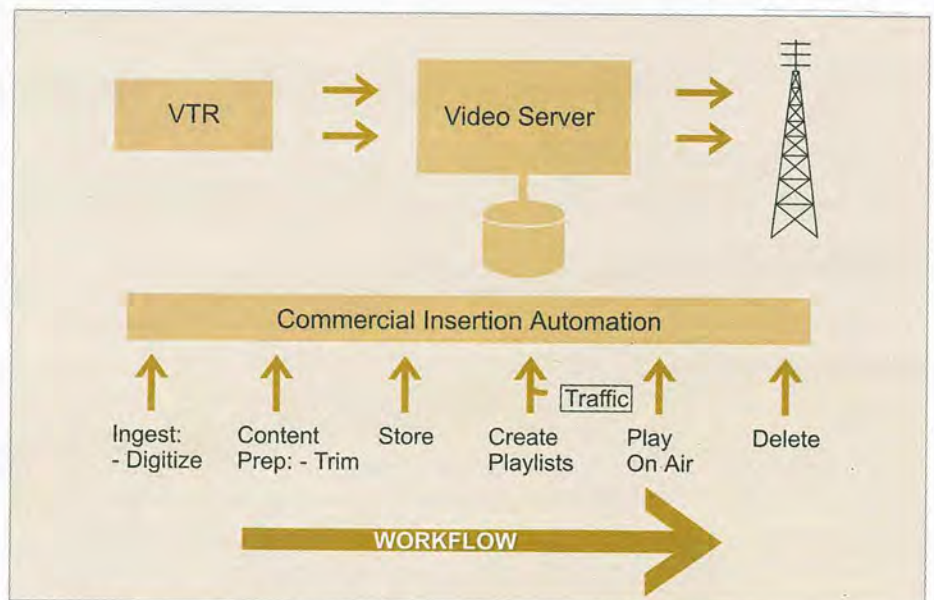 VTR
Video Server
Commercial Insertion Automation
Ingest:
- Digitize
Content
Prep: - Trim
Store
Create
Playlists
Traffic
Play
On Air
Delete
WORKFLOW